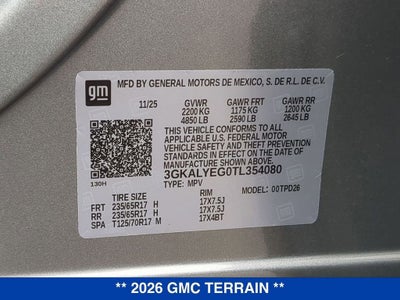 gm
MFD BY GENERAL MOTORS DE MEXICO, S. DE R.L. DE C.V.
11/25 GVWR GAWR FRT GAWR RR
2200 KG 1175 KG 1200 KG
4850 LB 2590 LB 2645 LB
THIS VEHICLE CONFORMS TO ALL
APPLICABLE U.S. FEDERAL MOTOR
VEHICLE SAFETY STANDARDS IN
EFFECT ON THE DATE OF
MANUFACTURE SHOWN ABOVE.
3GKALYEG0TL354080
130H
TYPE: MPV MODEL: 00TPD26
TIRE SIZE RIM
FRT 235/65R17 H 17X7.5J
RR 235/65R17 H 17X7.5J
SPA T125/70R17 M 17X4BT
** 2026 GMC TERRAIN **